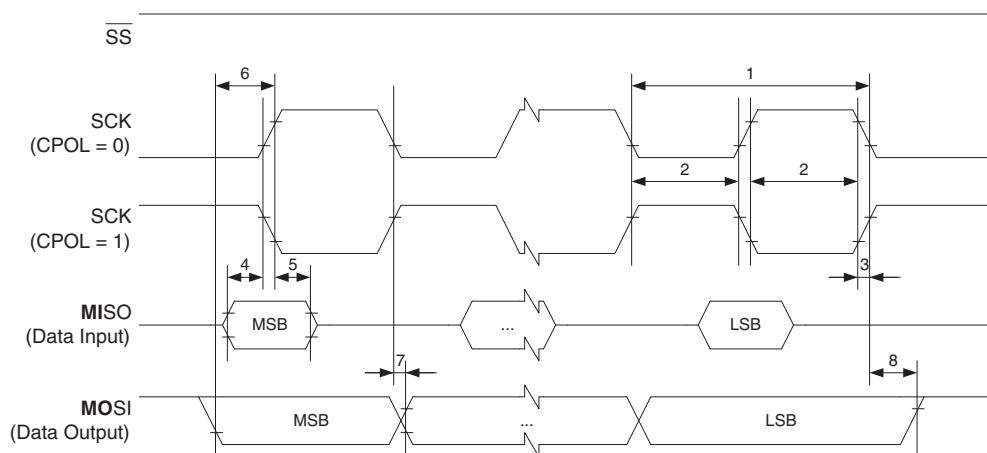 SS
6
1
SCK
(CPOL = 0)
2
2
SCK
(CPOL = 1)
4
5
3
MISO
(Data Input)
MSB
...
LSB
7
8
MOSI
(Data Output)
MSB
...
LSB